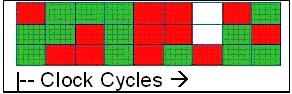 |-- Clock Cycles →